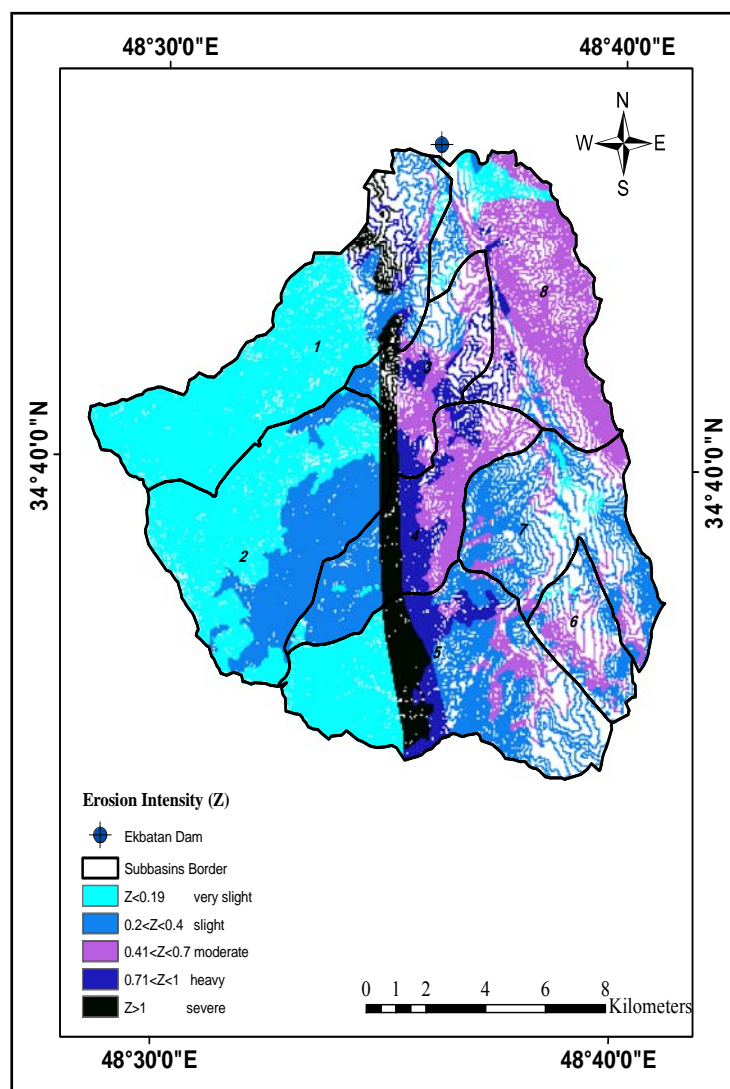 48°30'0"E 48°40'0"E
N
W E
S
8
1
3
34°40'0"N 34°40'0"N
4 7
2
6
5
Erosion Intensity (Z)
Ekbatan Dam
Subbasins Border
Z<0.19 very slight
0.2<Z<0.4 slight
0.41<Z<0.7 moderate
0.71<Z<1 heavy
Z>1 severe
0 1 2 4 6 8
Kilometers
48°30'0"E 48°40'0"E